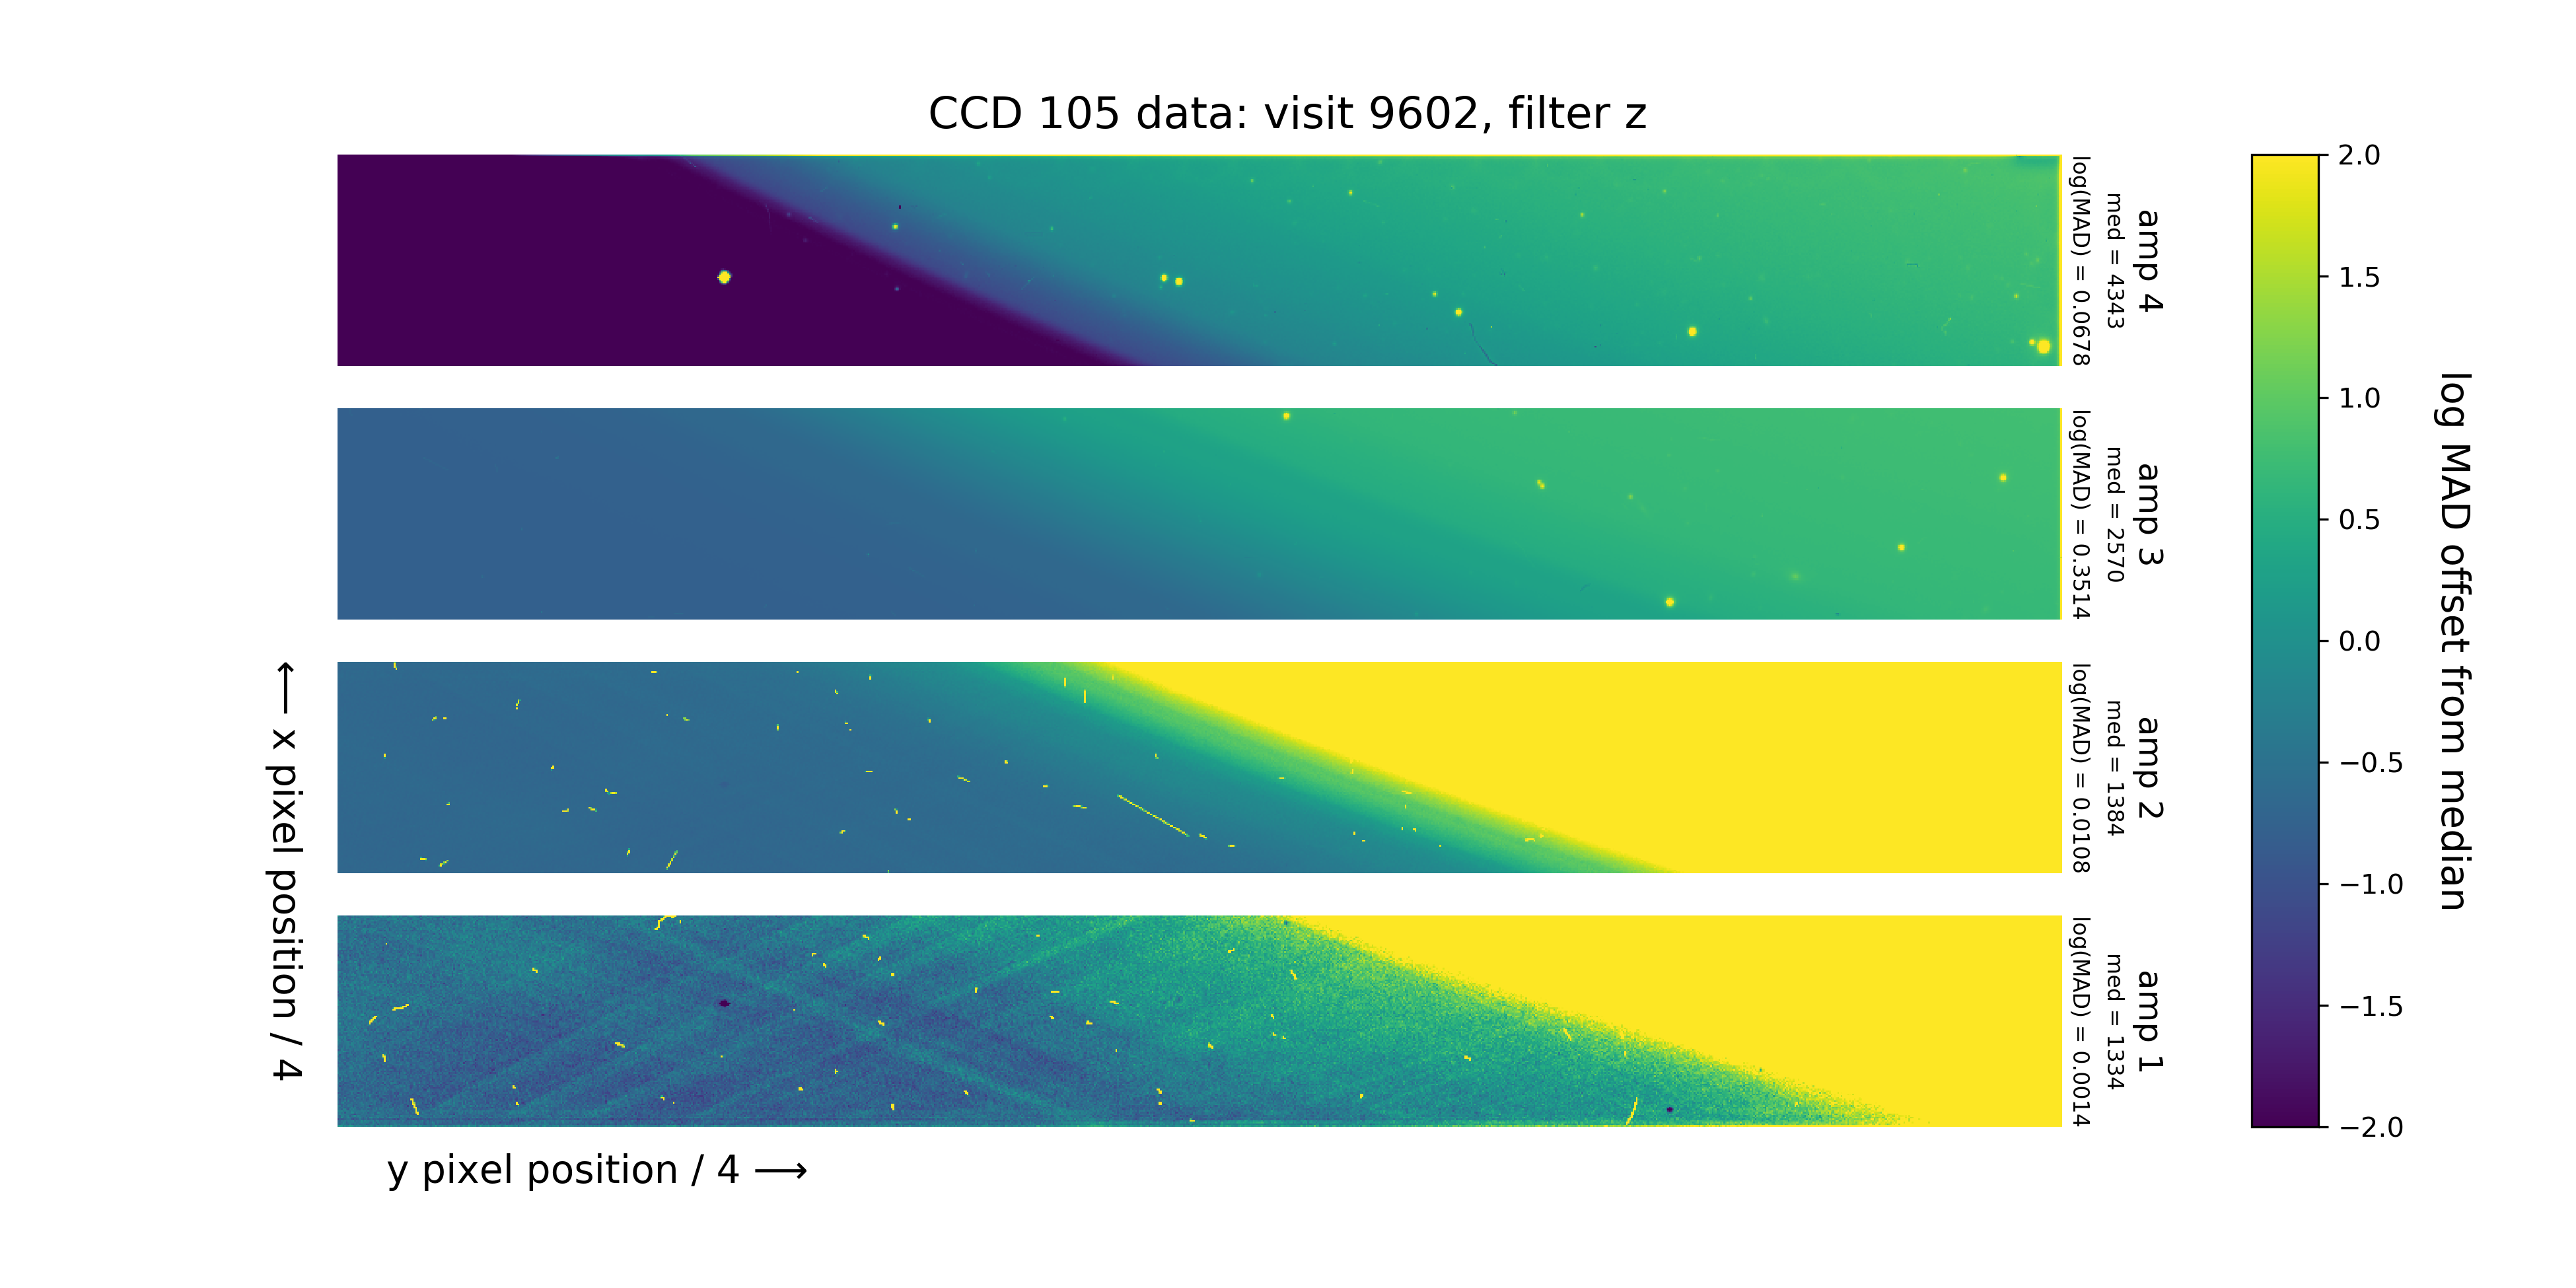 CCD 105 data: visit 9602, filter z
amp 4
med = 4343
log(MAD) = 0.0678
amp 3
med = 2570
log(MAD) = 0.3514
amp 2
med = 1384
log(MAD) = 0.0108
amp 1
med = 1334
log(MAD) = 0.0014
⟵ x pixel position / 4
y pixel position / 4 ⟶
2.0
1.5
1.0
0.5
0.0
−0.5
−1.0
−1.5
−2.0
log MAD offset from median